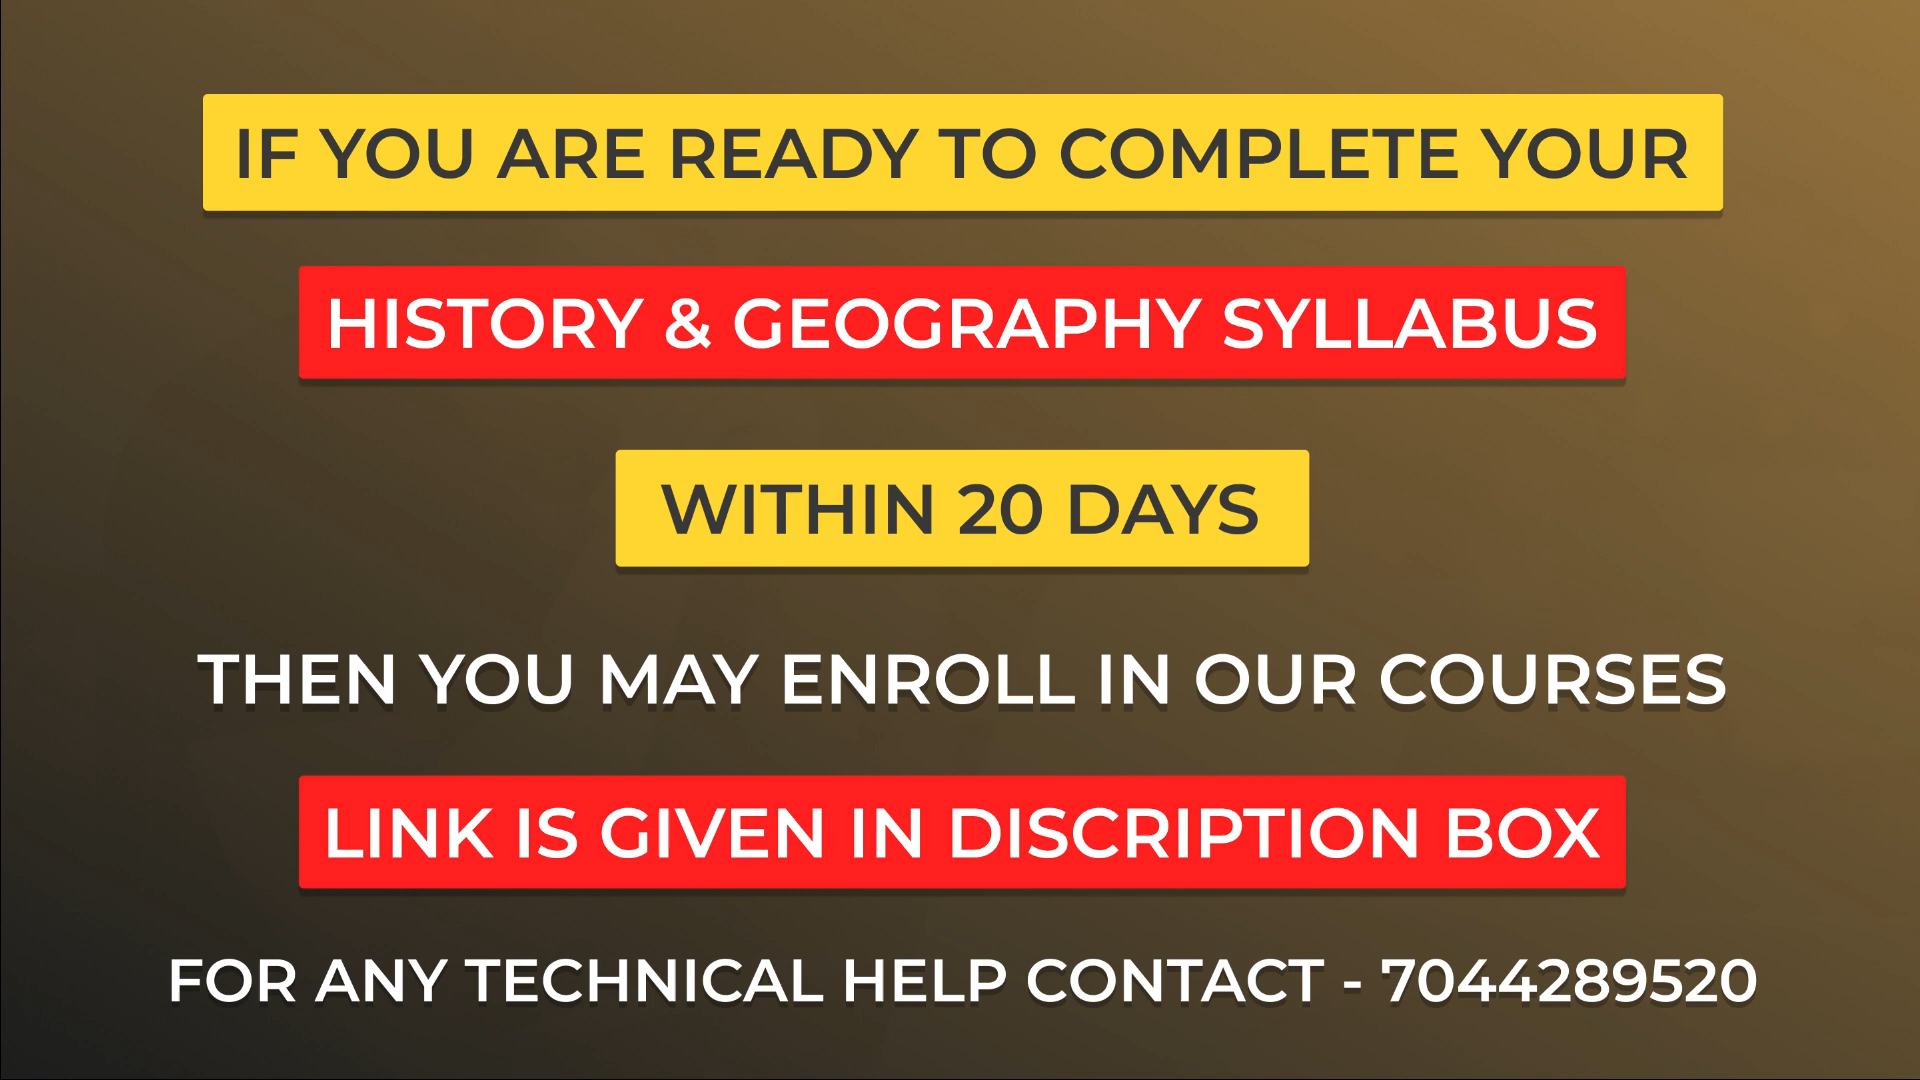 IF YOU ARE READY TO COMPLETE YOUR
HISTORY & GEOGRAPHY SYLLABUS
WITHIN 20 DAYS
THEN YOU MAY ENROLL IN OUR COURSES
LINK IS GIVEN IN DISCRIPTION BOX
FOR ANY TECHNICAL HELP CONTACT - 7044289520